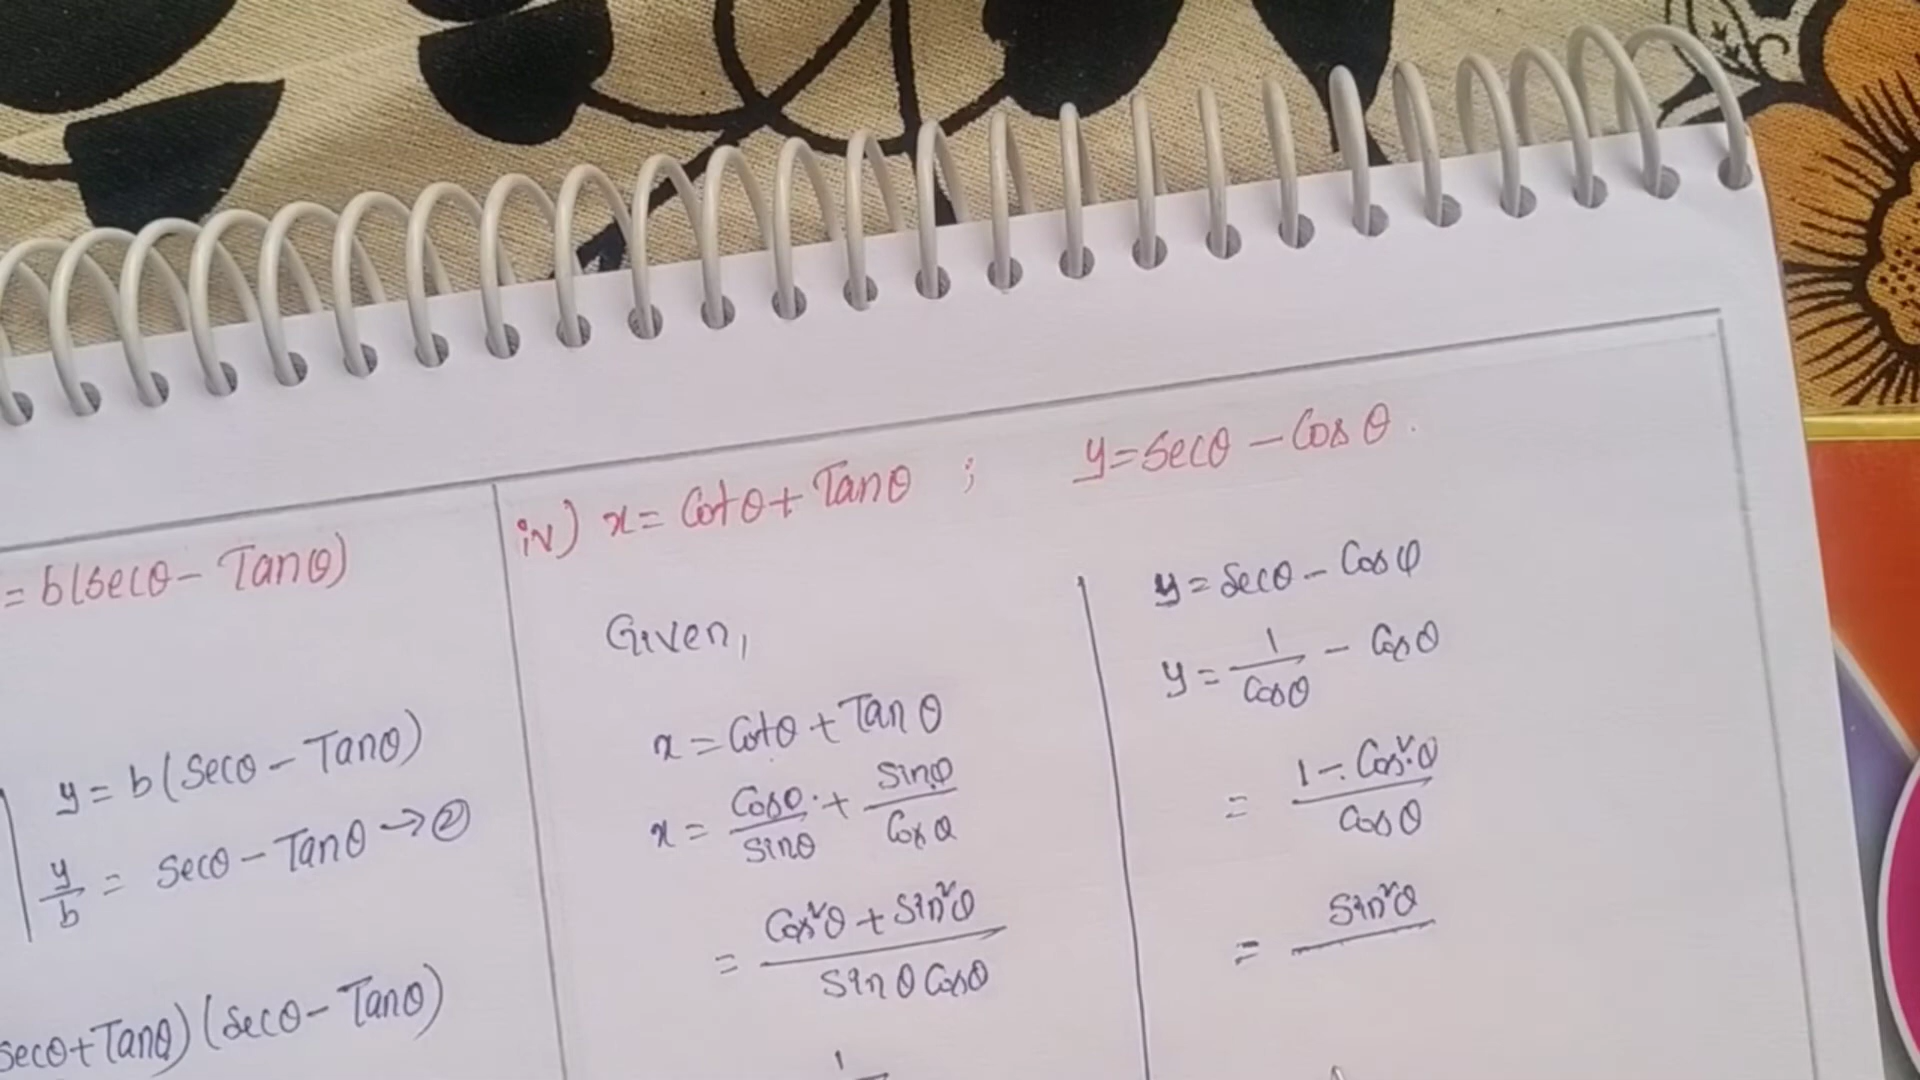 = b(Secθ - Tanθ)
y = b(Secθ - Tanθ)
y/b = Secθ - Tanθ → ②
Secθ + Tanθ) (Secθ - Tanθ)
iv) x = Cotθ + Tanθ ; y = Secθ - Cosθ.
Given,
x = Cotθ + Tanθ
x = Cosθ/Sinθ + Sinθ/Cosθ
= Cos²θ + Sin²θ / Sinθ Cosθ
1
y = Secθ - Cosθ
y = 1/Cosθ - Cosθ
= 1 - Cos²θ / Cosθ
= Sin²θ